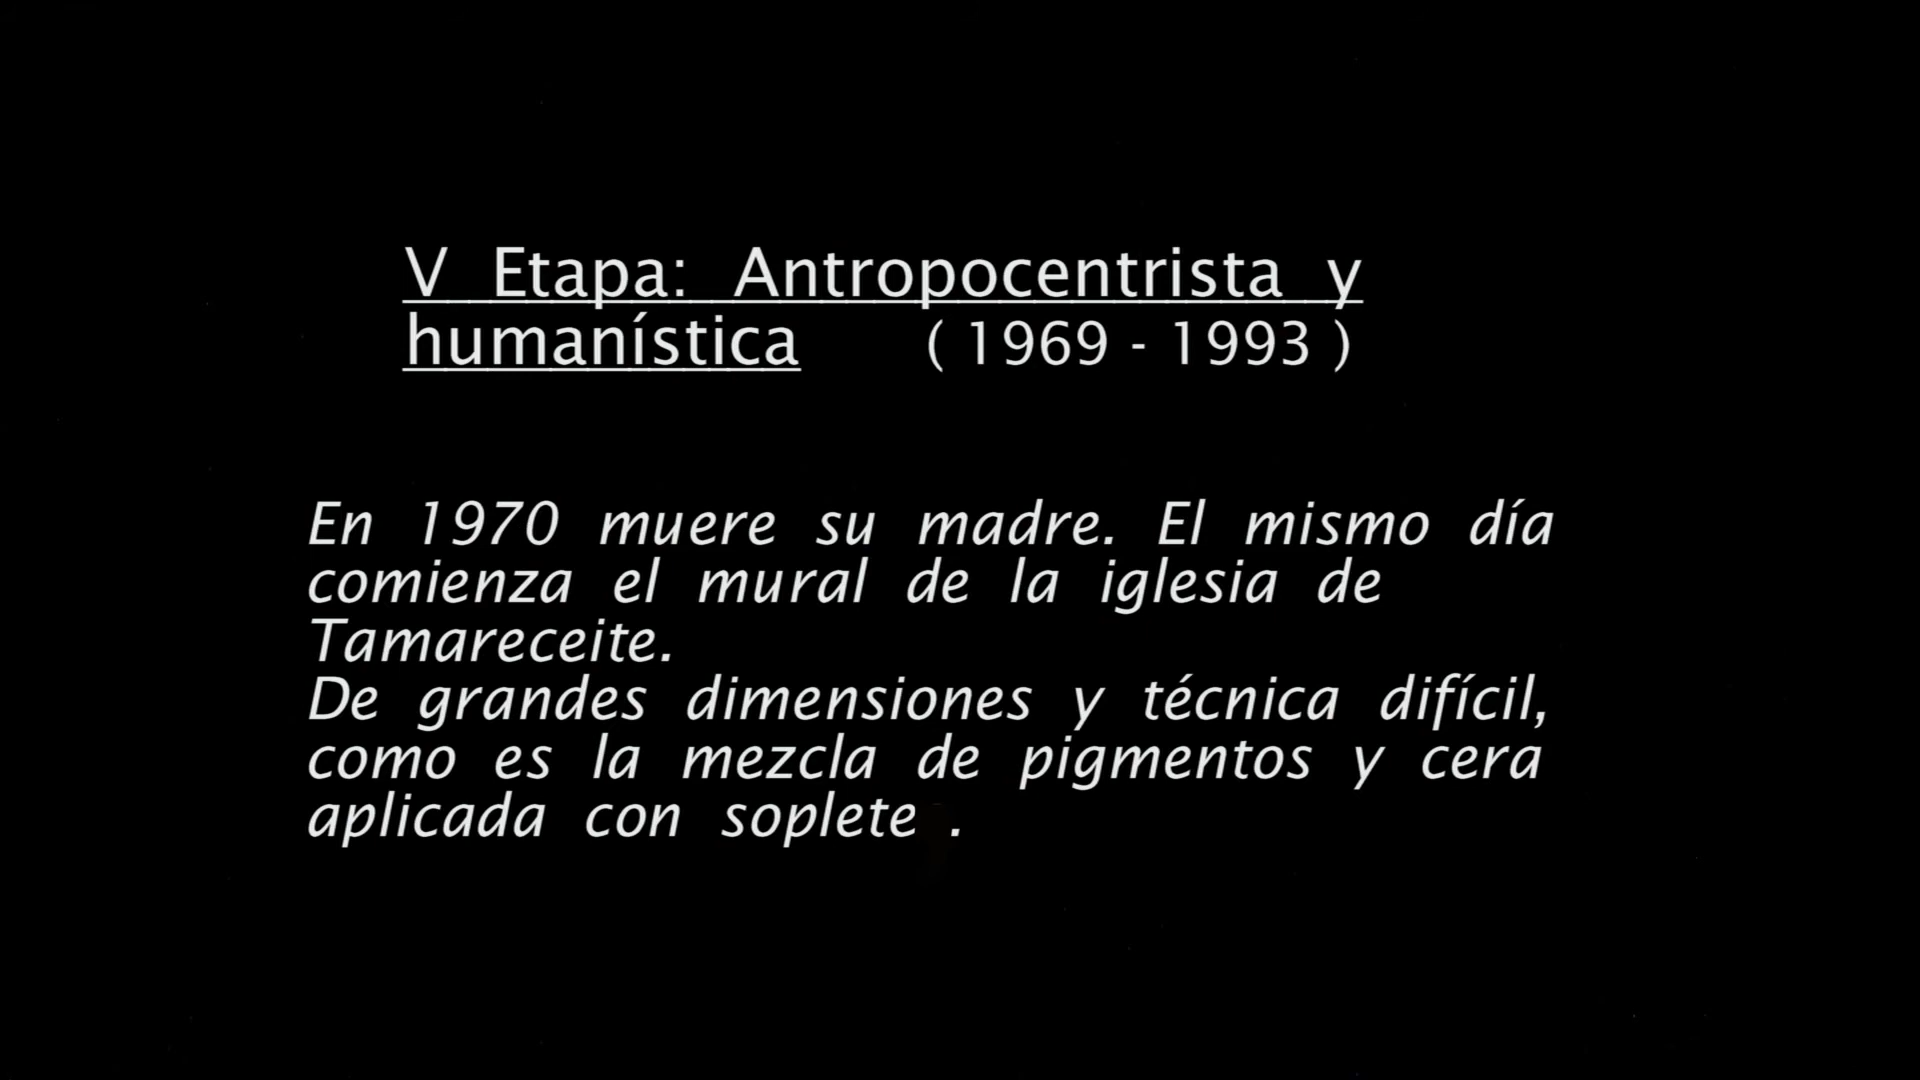 V Etapa: Antropocentrista y
humanística ( 1969 - 1993 )
En 1970 muere su madre. El mismo día
comienza el mural de la iglesia de
Tamareceite.
De grandes dimensiones y técnica difícil,
como es la mezcla de pigmentos y cera
aplicada con soplete .